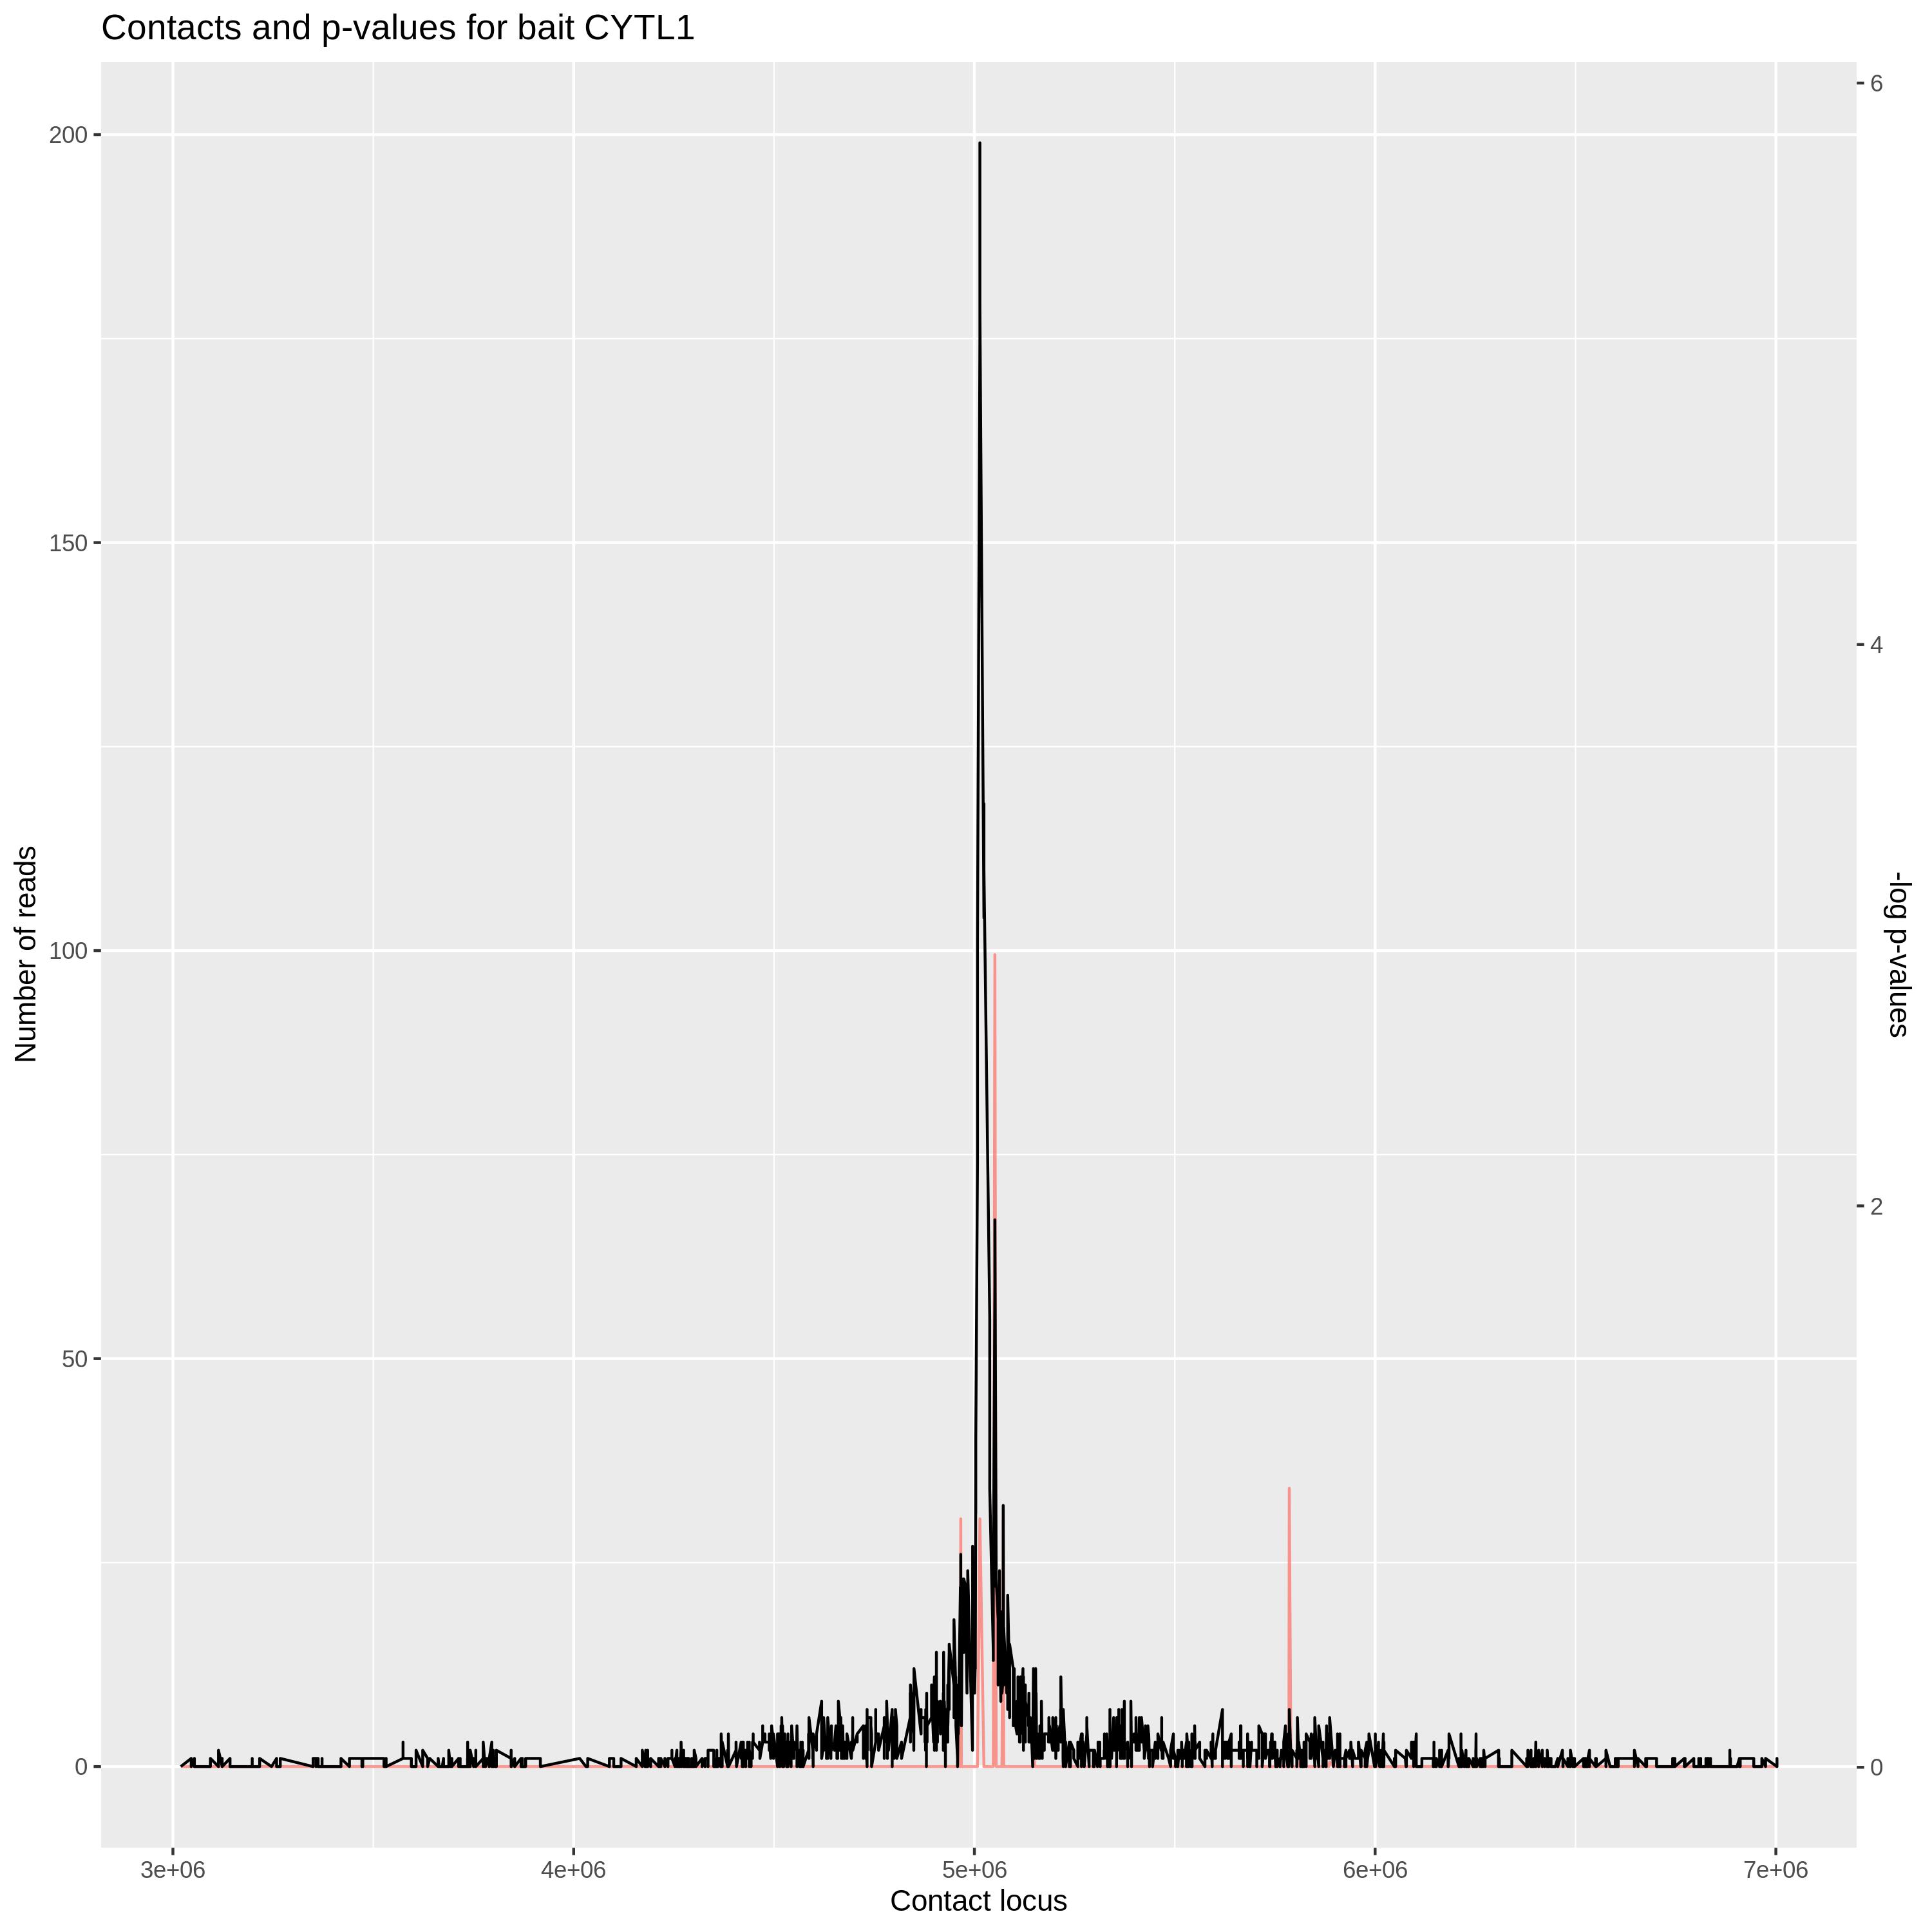 Contacts and p-values for bait CYTL1
200
150
100
50
0
Number of reads
6
4
2
0
-log p-values
3e+06
4e+06
5e+06
6e+06
7e+06
Contact locus